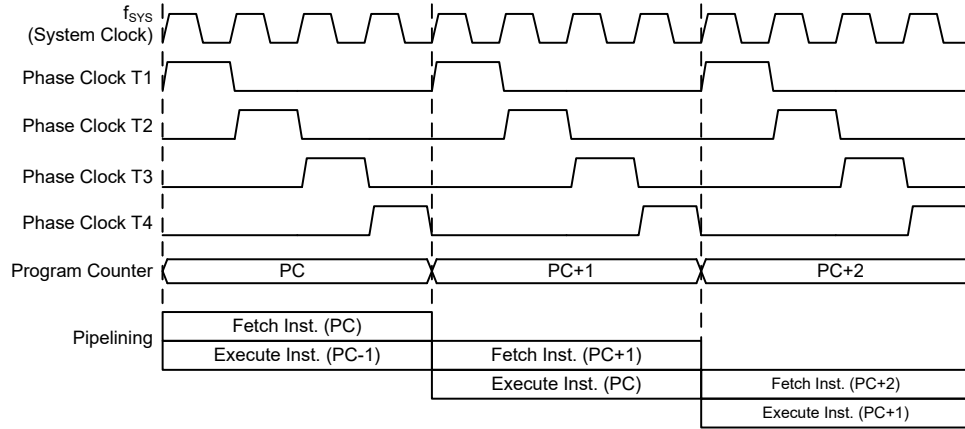 fSYS
(System Clock)
Phase Clock T1
Phase Clock T2
Phase Clock T3
Phase Clock T4
Program Counter
PC
PC+1
PC+2
Pipelining
Fetch Inst. (PC)
Execute Inst. (PC-1)
Fetch Inst. (PC+1)
Execute Inst. (PC)
Fetch Inst. (PC+2)
Execute Inst. (PC+1)